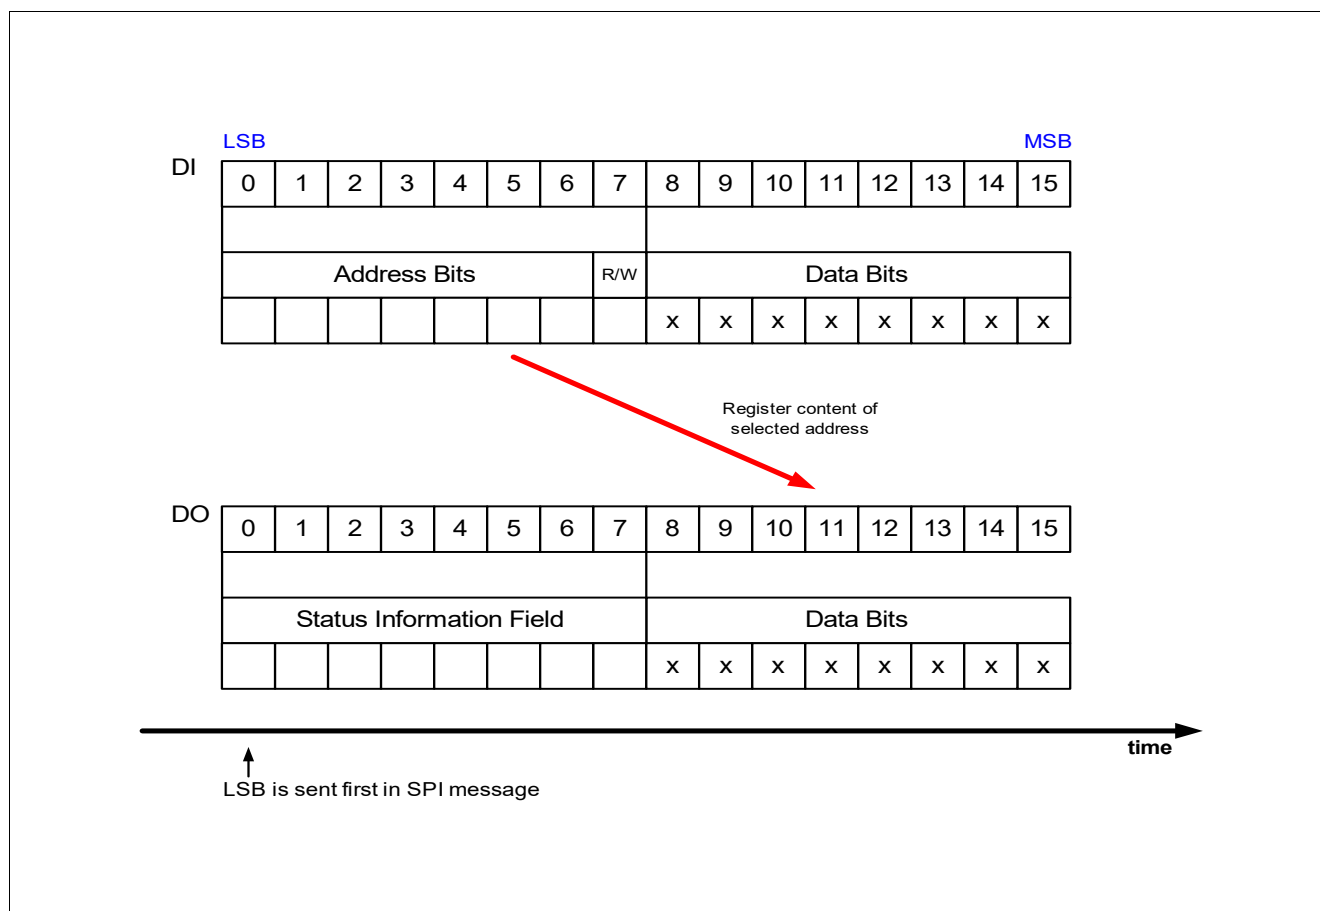 LSB MSB
DI
0 1 2 3 4 5 6 7 8 9 10 11 12 13 14 15
Address Bits R/W Data Bits
x x x x x x x x
Register content of
selected address
DO
0 1 2 3 4 5 6 7 8 9 10 11 12 13 14 15
Status Information Field Data Bits
x x x x x x x x
time
LSB is sent first in SPI message